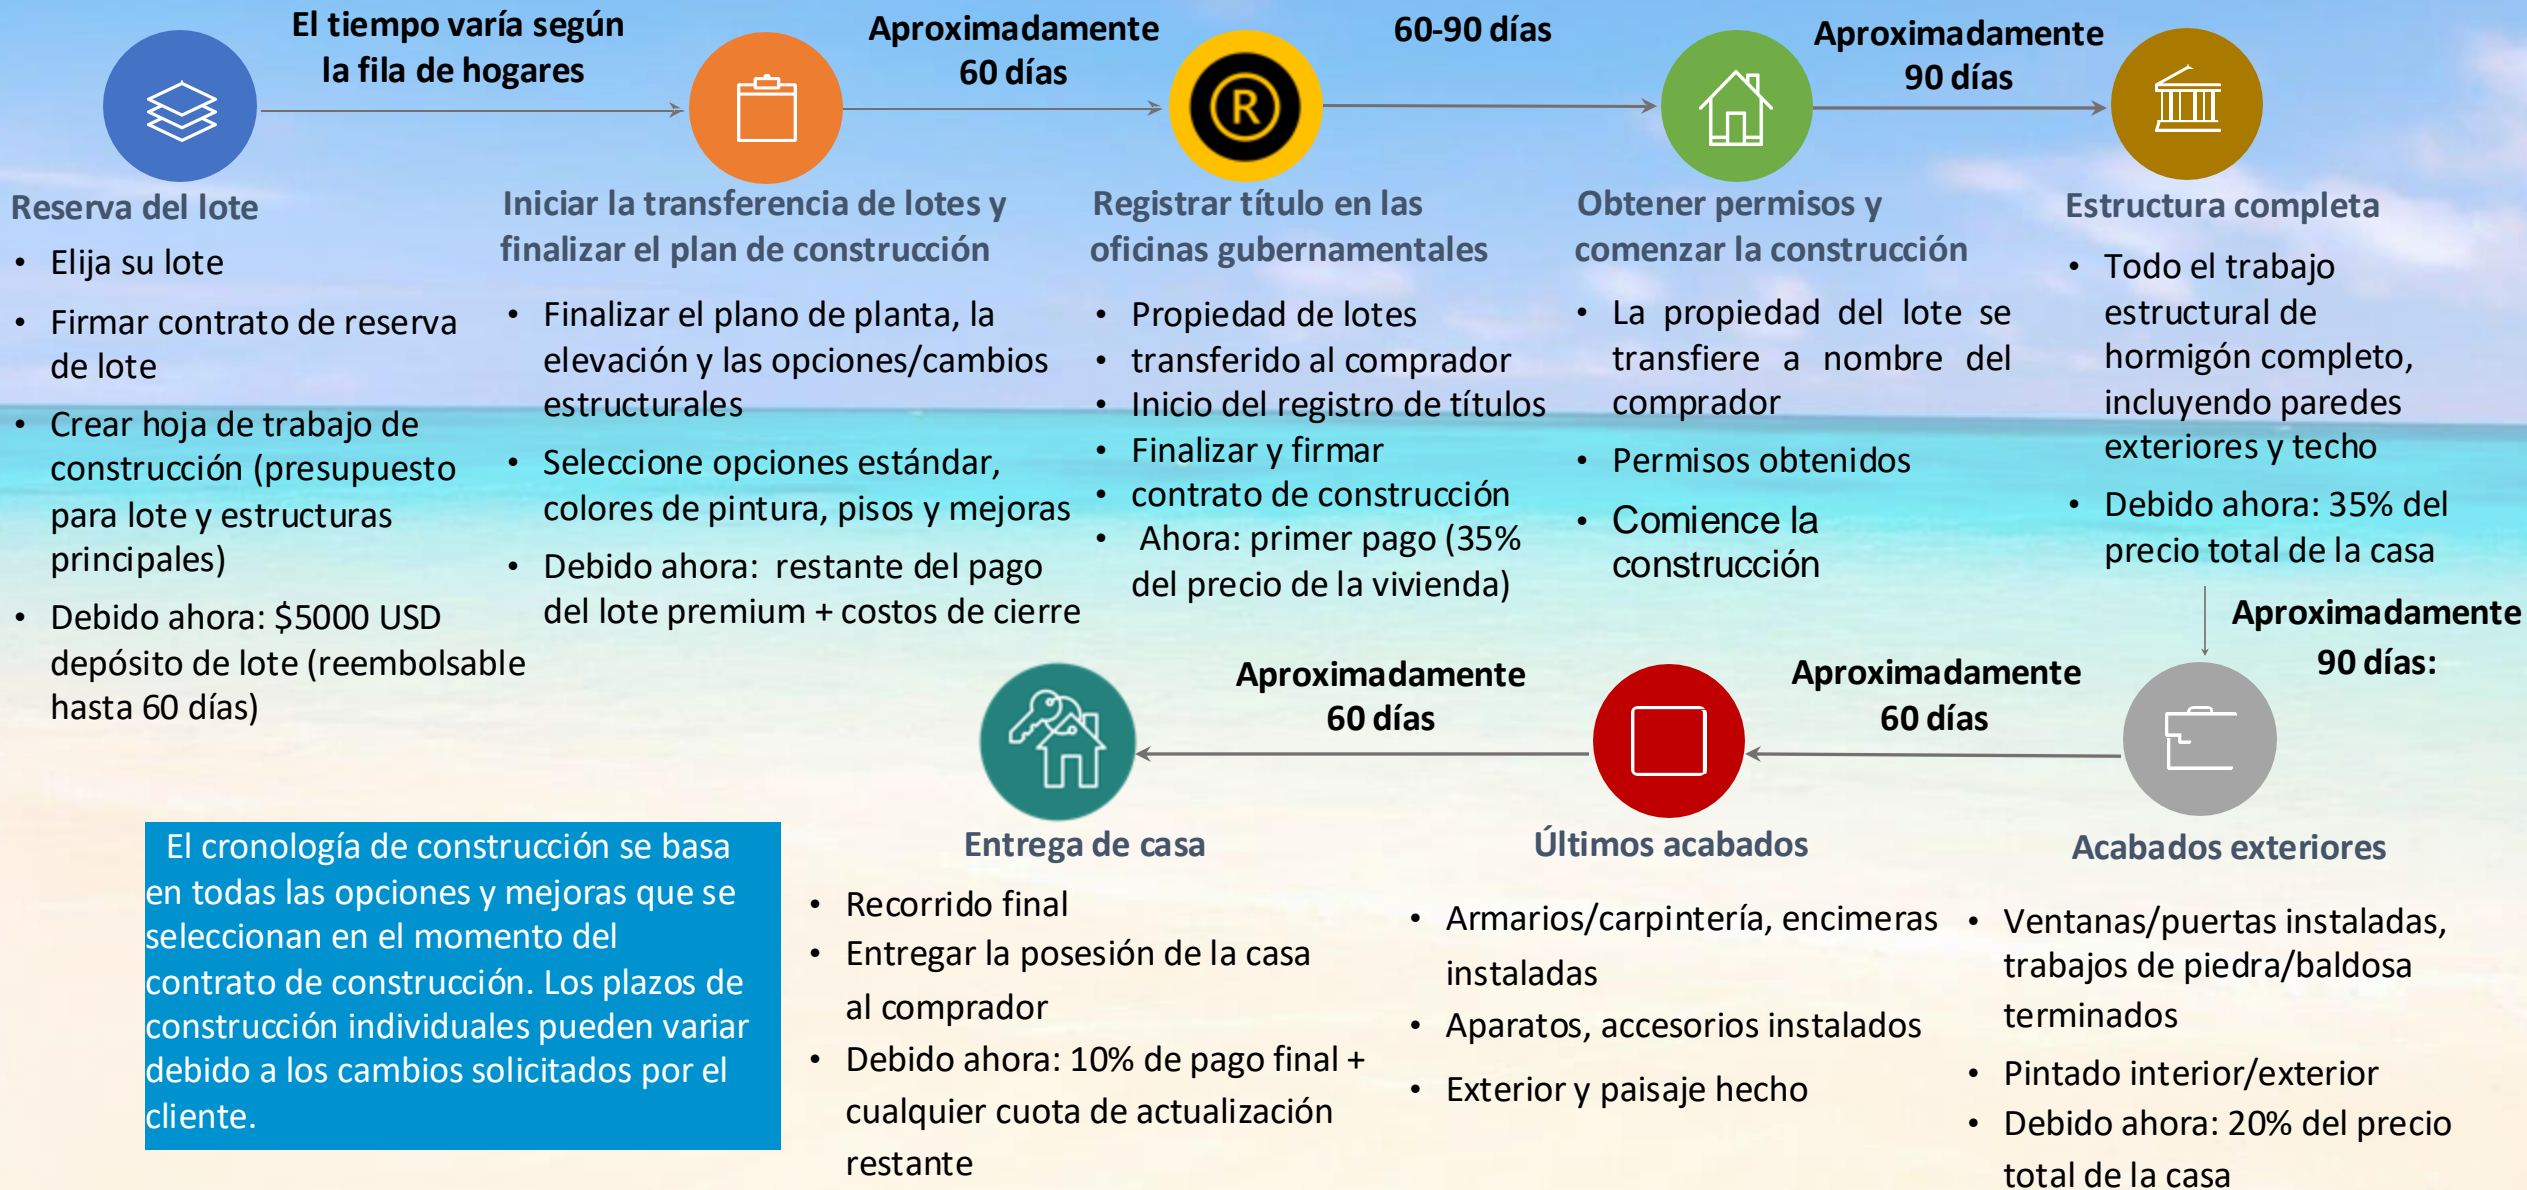 El tiempo varía según
la fila de hogares
Aproximadamente
60 días
60-90 días
Aproximadamente
90 días
R
Reserva del lote
• Elija su lote
• Firmar contrato de reserva
de lote
• Crear hoja de trabajo de
construcción (presupuesto
para lote y estructuras
principales)
• Debido ahora: $5000 USD
depósito de lote (reembolsable
hasta 60 días)
Iniciar la transferencia de lotes y
finalizar el plan de construcción
• Finalizar el plano de planta, la
elevación y las opciones/cambios
estructurales
• Seleccione opciones estándar,
colores de pintura, pisos y mejoras
• Debido ahora: restante del pago
del lote premium + costos de cierre
Registrar título en las
oficinas gubernamentales
• Propiedad de lotes
• transferido al comprador
• Inicio del registro de títulos
• Finalizar y firmar
• contrato de construcción
• Ahora: primer pago (35%
del precio de la vivienda)
Obtener permisos y
comenzar la construcción
• La propiedad del lote se
transfiere a nombre del
comprador
• Permisos obtenidos
• Comience la
construcción
Estructura completa
• Todo el trabajo
estructural de
hormigón completo,
incluyendo paredes
exteriores y techo
• Debido ahora: 35% del
precio total de la casa
Aproximadamente
90 días:
Aproximadamente
60 días
Aproximadamente
60 días
Acabados exteriores
• Ventanas/puertas instaladas,
trabajos de piedra/baldosa
terminados
• Pintado interior/exterior
• Debido ahora: 20% del precio
total de la casa
Últimos acabados
• Armarios/carpintería, encimeras
instaladas
• Aparatos, accesorios instalados
• Exterior y paisaje hecho
Entrega de casa
• Recorrido final
• Entregar la posesión de la casa
al comprador
• Debido ahora: 10% de pago final +
cualquier cuota de actualización
restante
El cronología de construcción se basa
en todas las opciones y mejoras que se
seleccionan en el momento del
contrato de construcción. Los plazos de
construcción individuales pueden variar
debido a los cambios solicitados por el
cliente.